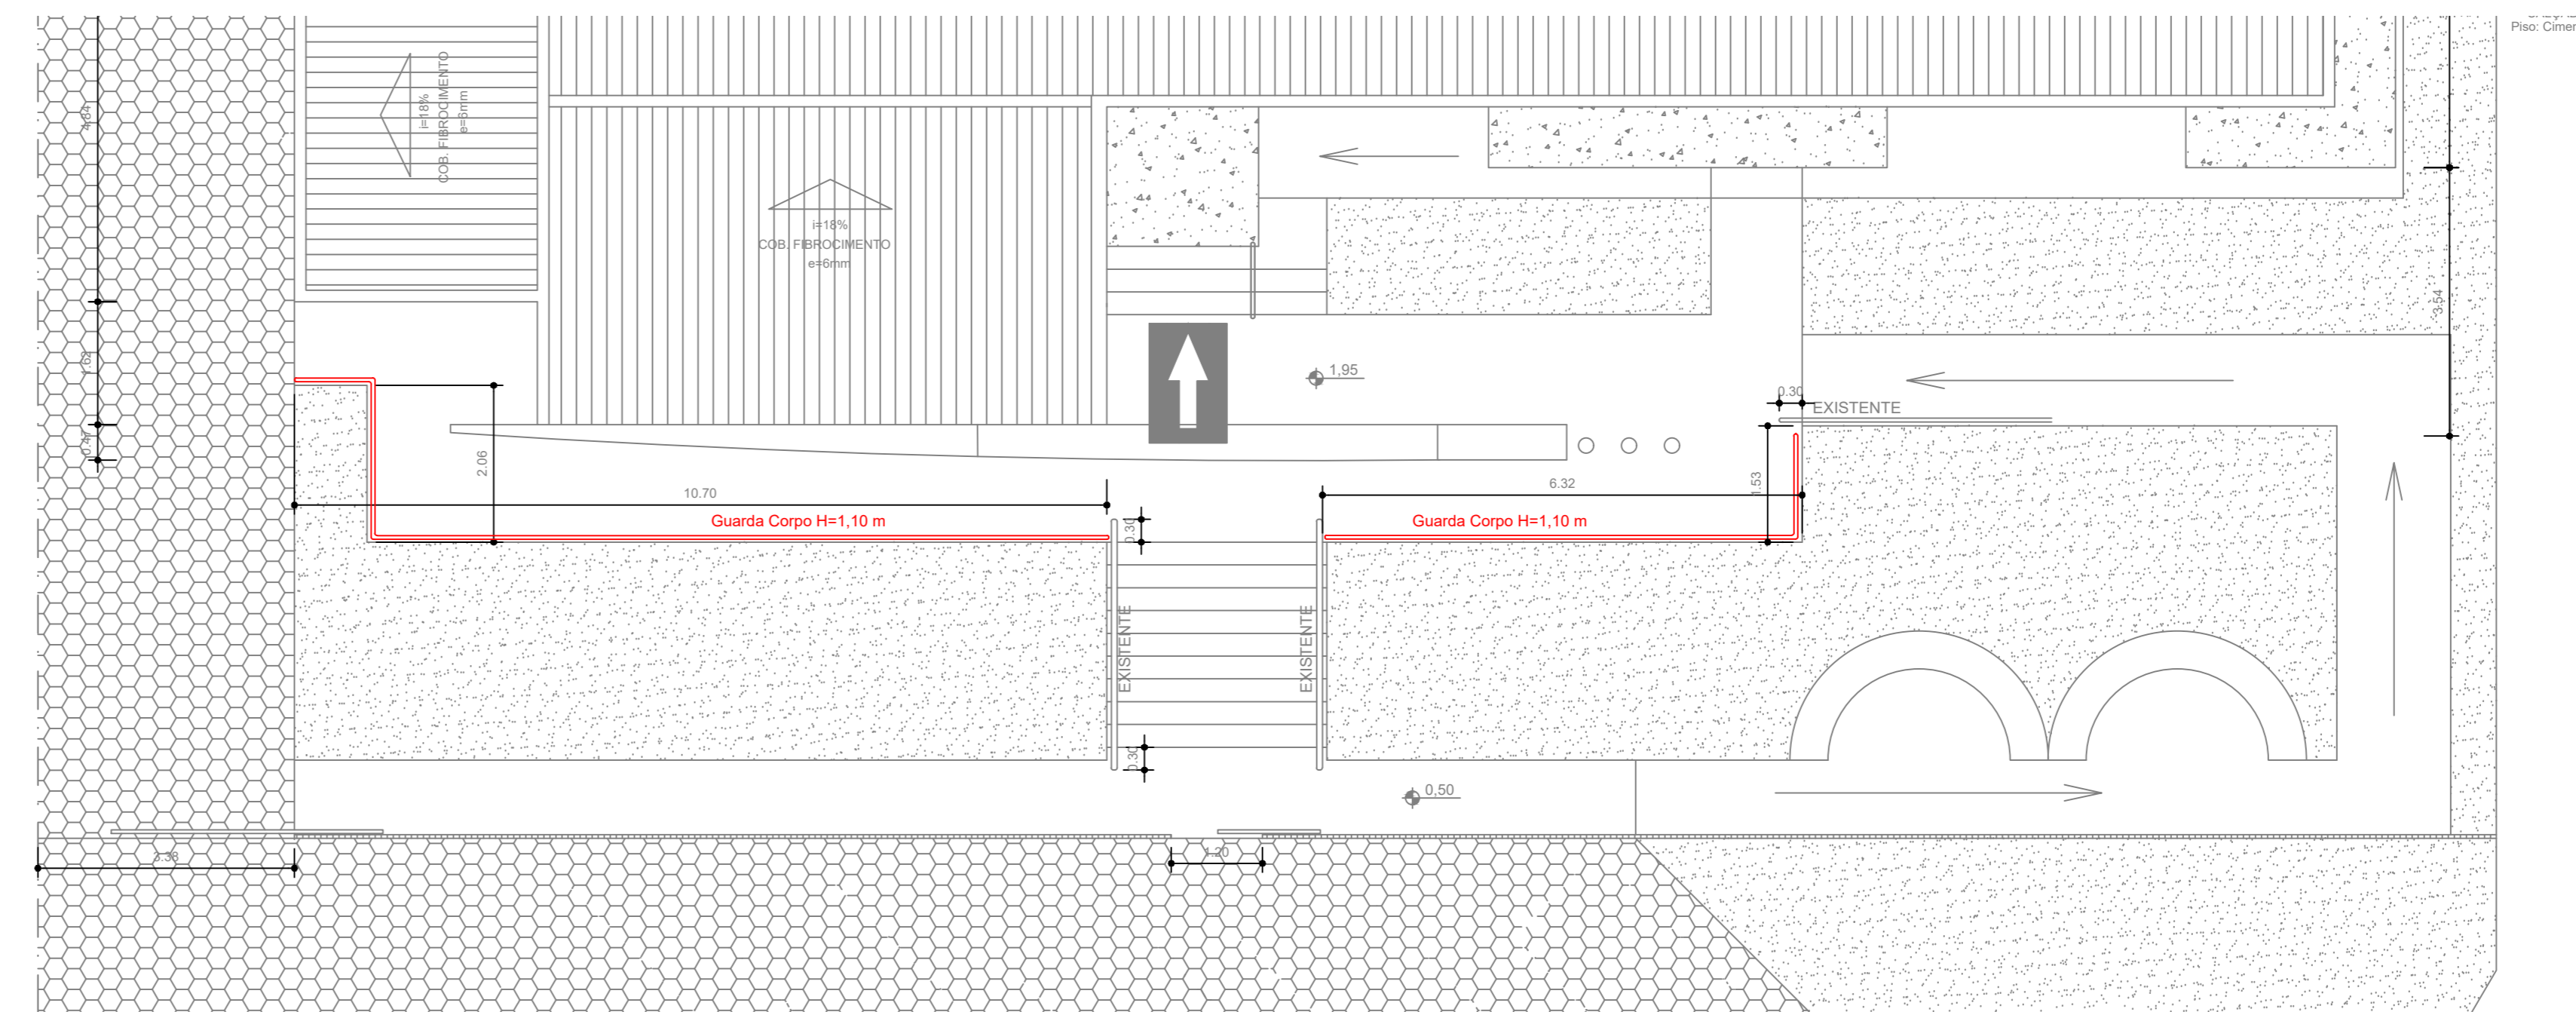 Piso: Cimen
4.84
i=18%
COB. FIBROCIMENTO
e=6mm
i=18%
COB. FIBROCIMENTO
e=6mm
3.54
1.62
1,95
0.30
EXISTENTE
0.47
2.06
10.70
6.32
1.53
Guarda Corpo H=1,10 m
0.30
Guarda Corpo H=1,10 m
EXISTENTE
EXISTENTE
0.30
0,50
3.38
1.20